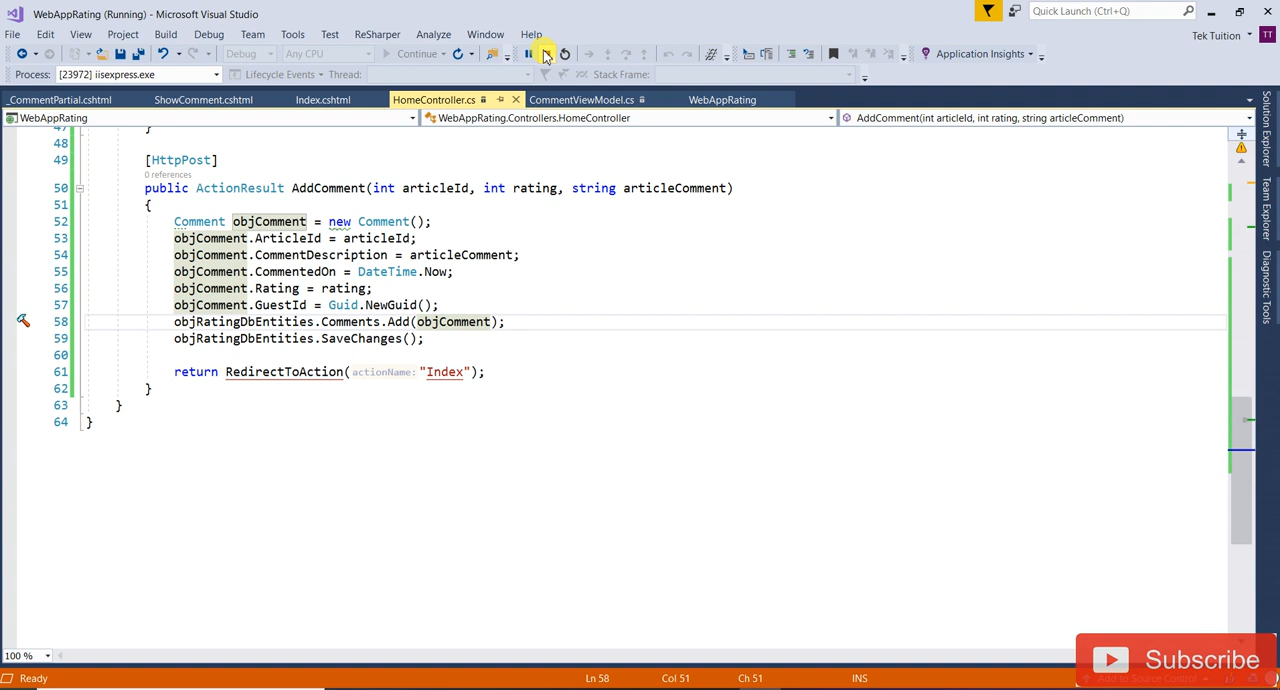 WebAppRating (Running) - Microsoft Visual Studio
Quick Launch (Ctrl+Q)
File Edit View Project Build Debug Team Tools Test ReSharper Analyze Window Help
Tek Tuition TT
Debug Any CPU Continue Application Insights
Process: [23972] iisexpress.exe Lifecycle Events Thread: Stack Frame:
_CommentPartial.cshtml ShowComment.cshtml Index.cshtml HomeController.cs CommentViewModel.cs WebAppRating
WebAppRating WebAppRating.Controllers.HomeController AddComment(int articleId, int rating, string articleComment)
47 }
48
49 [HttpPost]
0 references
50 public ActionResult AddComment(int articleId, int rating, string articleComment)
51 {
52 Comment objComment = new Comment();
53 objComment.ArticleId = articleId;
54 objComment.CommentDescription = articleComment;
55 objComment.CommentedOn = DateTime.Now;
56 objComment.Rating = rating;
57 objComment.GuestId = Guid.NewGuid();
58 objRatingDbEntities.Comments.Add(objComment);
59 objRatingDbEntities.SaveChanges();
60
61 return RedirectToAction(actionName:"Index");
62 }
63 }
64 }
Solution Explorer
Team Explorer
Diagnostic Tools
100 %
Subscribe
Add to Source Control
Ready Ln 58 Col 51 Ch 51 INS